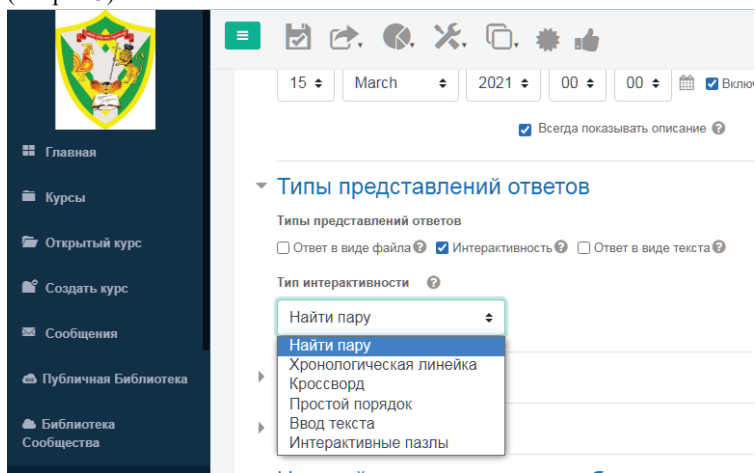 15 March 2021 00 00
Всегда показывать описание
Главная
Типы представлений ответов
Курсы
Типы представлений ответов
Открытый курс
Ответ в виде файла Интерактивность Ответ в виде текста
Создать курс
Тип интерактивности
Найти пару
Сообщения
Найти пару
Хронологическая линейка
Публичная Библиотека
Кроссворд
Простой порядок
Библиотека
Сообщества
Ввод текста
Интерактивные пазлы